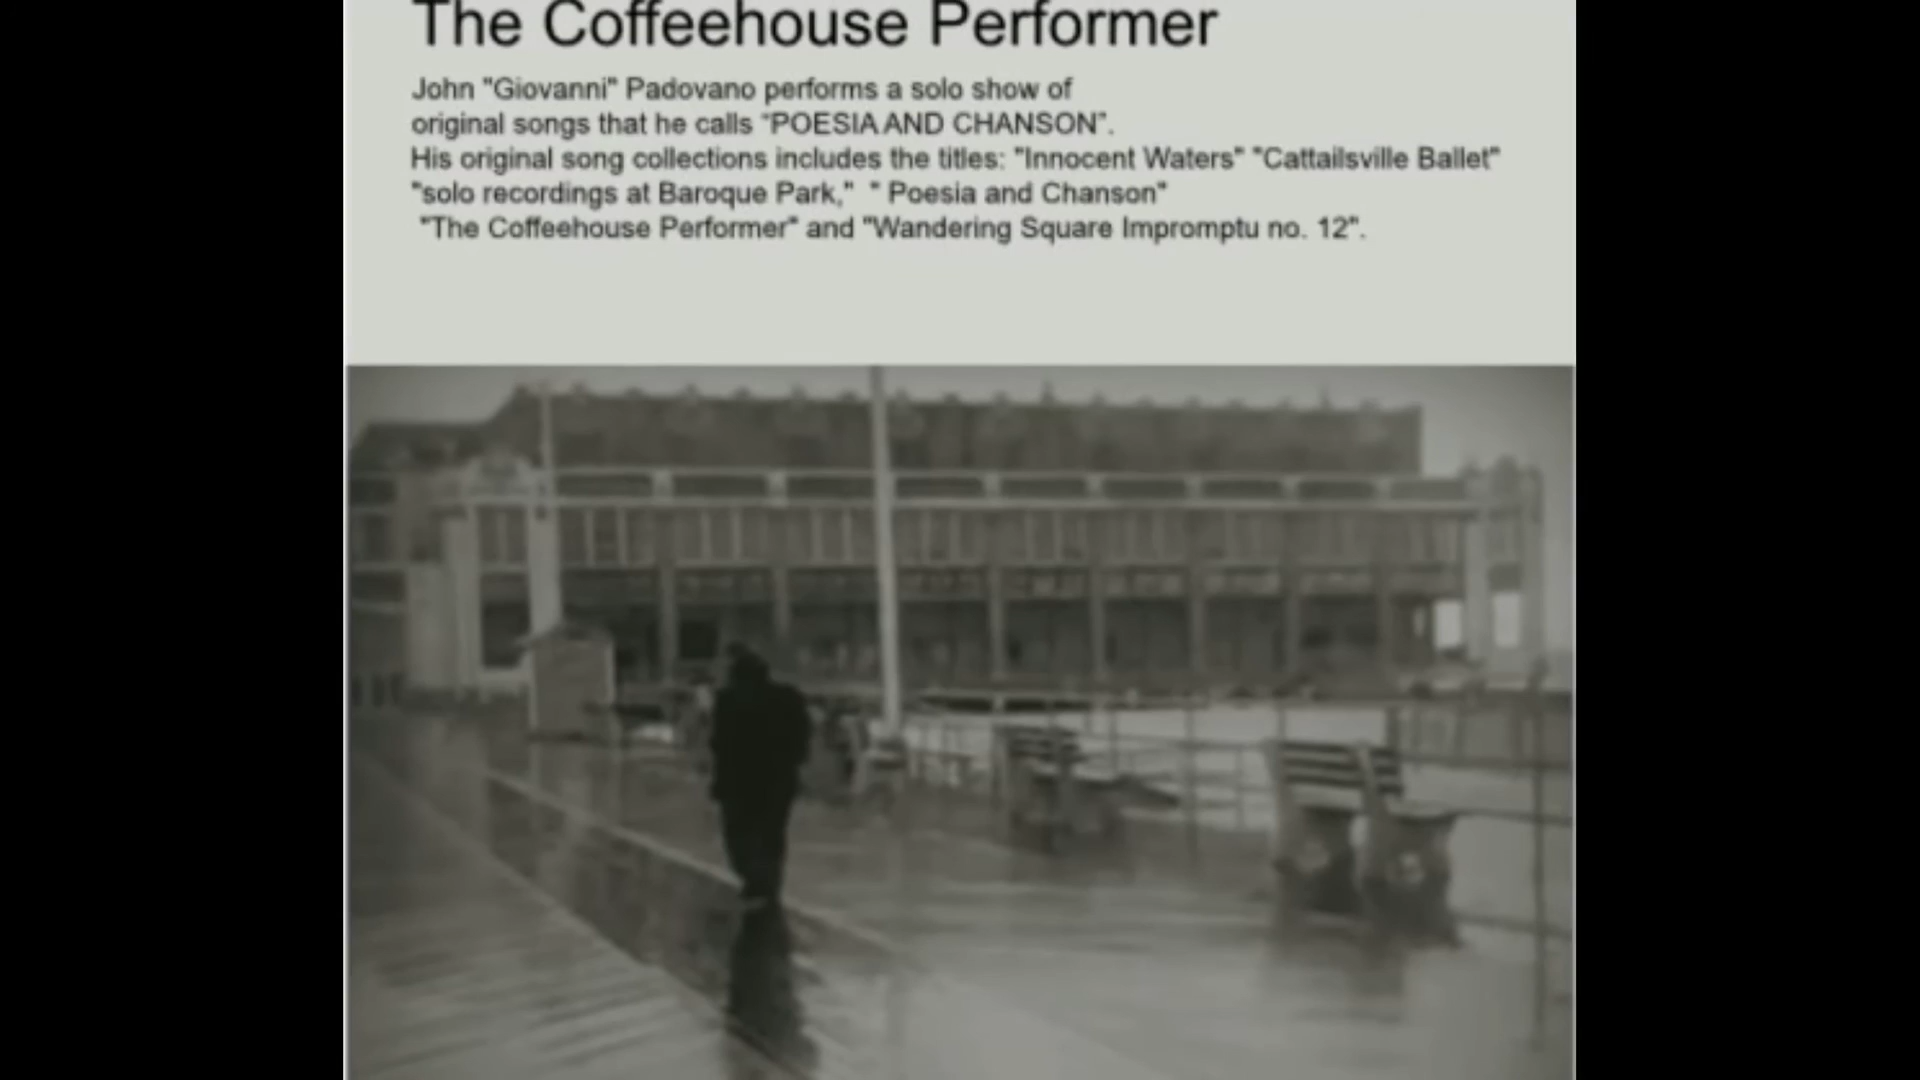 The Coffeehouse Performer
John "Giovanni" Padovano performs a solo show of
original songs that he calls "POESIA AND CHANSON".
His original song collections includes the titles: "Innocent Waters" "Cattailsville Ballet"
"solo recordings at Baroque Park," " Poesia and Chanson"
"The Coffeehouse Performer" and "Wandering Square Impromptu no. 12".